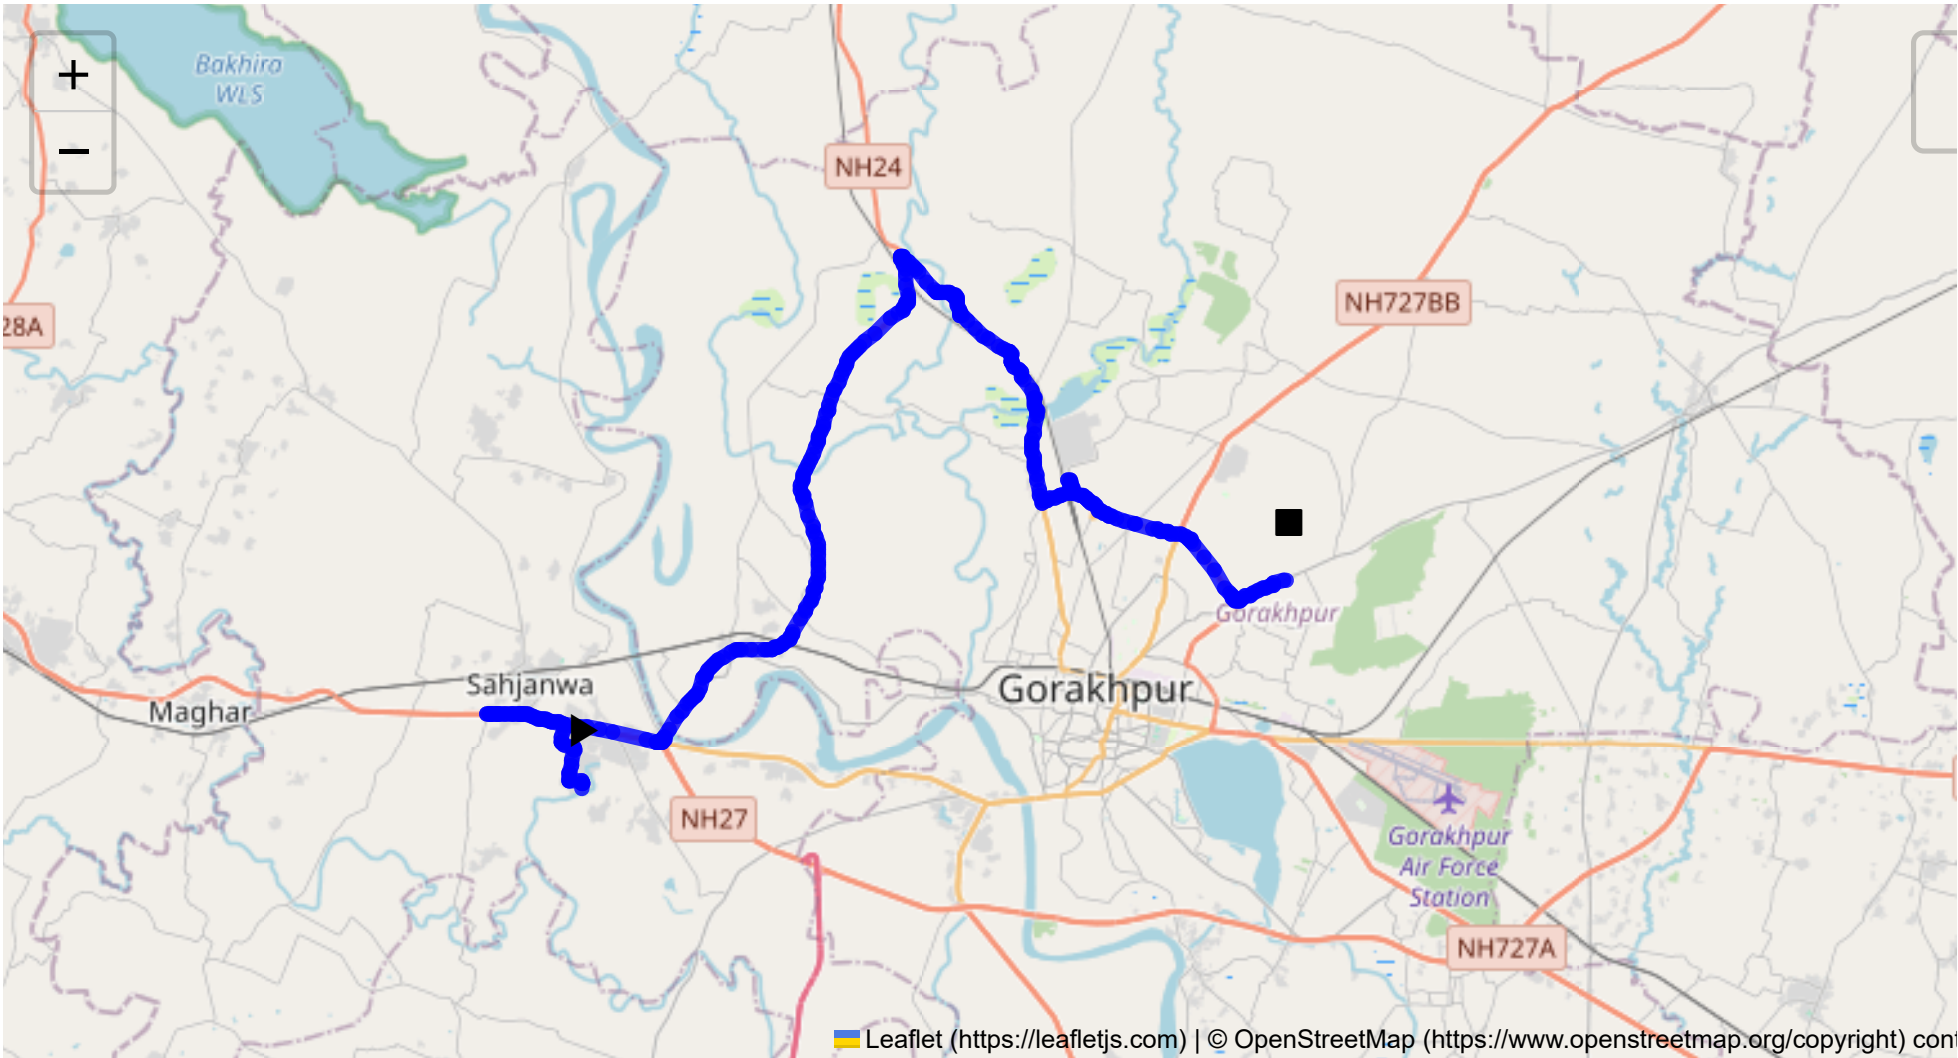 +
−
Bakhira
WLS
NH24
NH727BB
28A
Gorakhpur
Sahjanwa
Maghar
Gorakhpur
NH27
Gorakhpur
Air Force
Station
NH727A
Leaflet (https://leafletjs.com) | © OpenStreetMap (https://www.openstreetmap.org/copyright) con